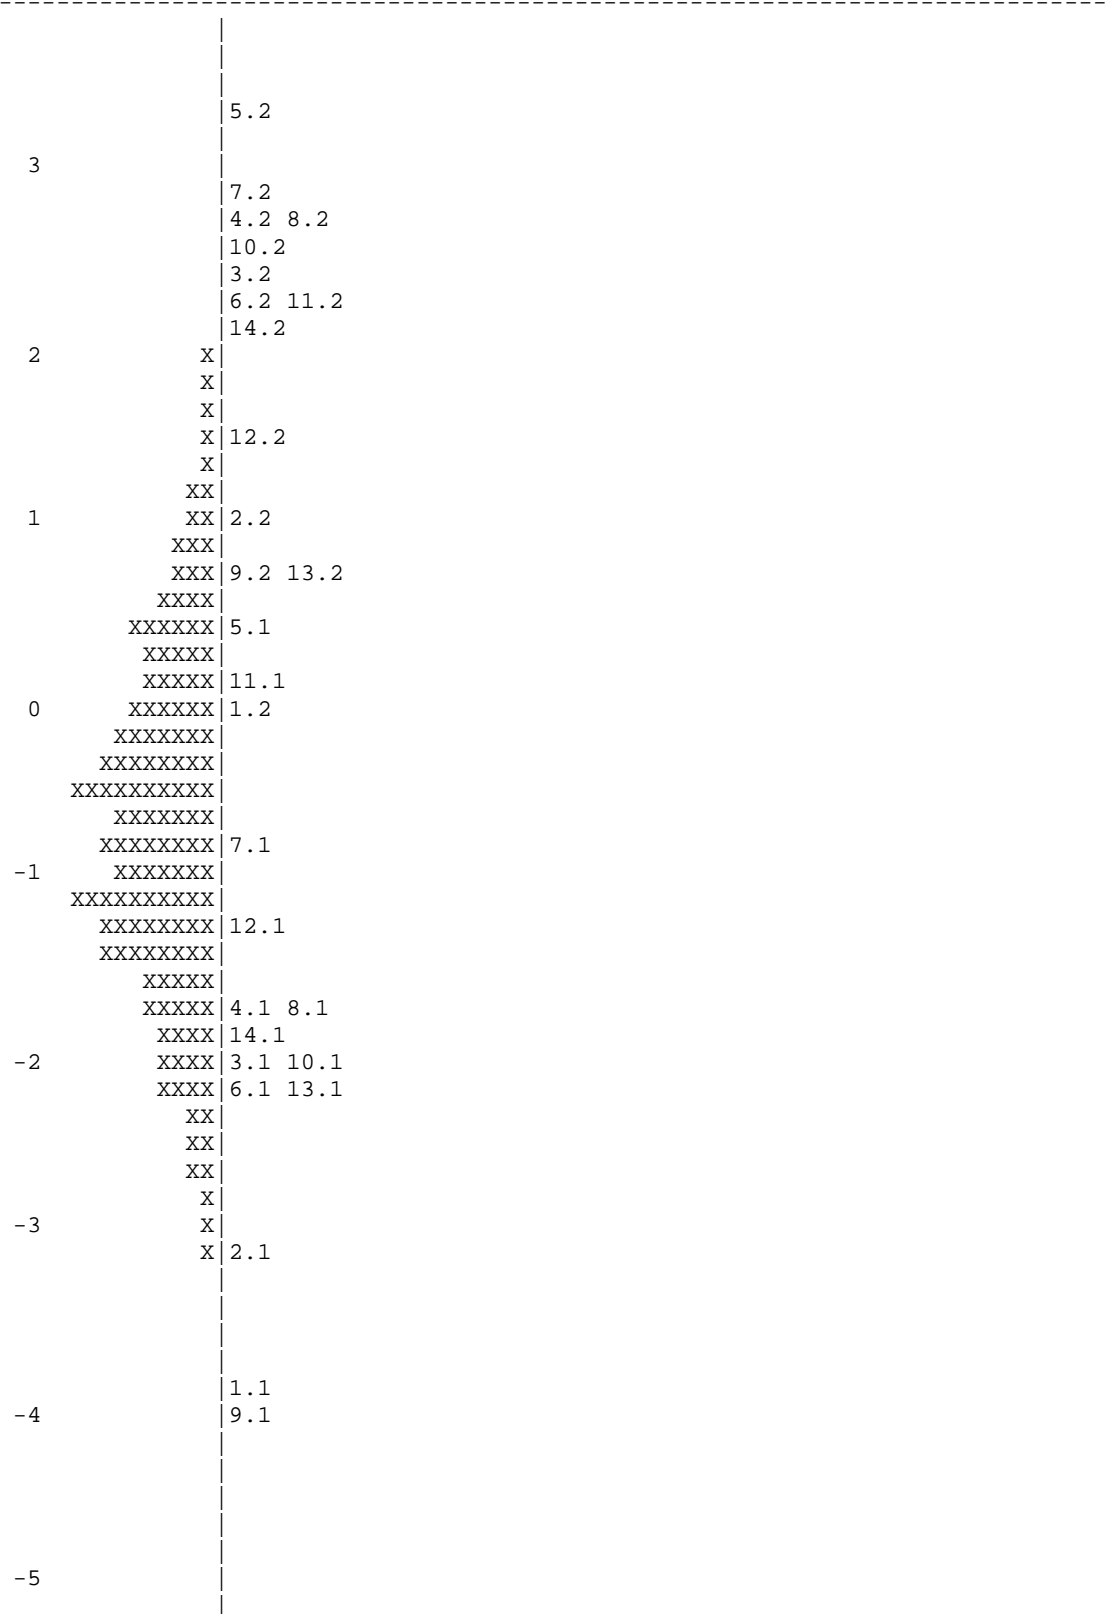 --------------------------------------------------------------------------------
|
|
|
|5.2
|
3 |
|7.2
|4.2 8.2
|10.2
|3.2
|6.2 11.2
|14.2
2 X|
X|
X|
X|12.2
X|
XX|
1 XX|2.2
XXX|
XXX|9.2 13.2
XXXX|
XXXXXX|5.1
XXXXX|
XXXXX|11.1
0 XXXXXX|1.2
XXXXXXX|
XXXXXXXX|
XXXXXXXXXX|
XXXXXXX|
XXXXXXXX|7.1
-1 XXXXXXX|
XXXXXXXXXX|
XXXXXXXX|12.1
XXXXXXXX|
XXXXX|
XXXXX|4.1 8.1
XXXX|14.1
-2 XXXX|3.1 10.1
XXXX|6.1 13.1
XX|
XX|
XX|
X|
-3 X|
X|2.1
|
|
|
|
|1.1
-4 |9.1
|
|
|
|
|
-5 |
|